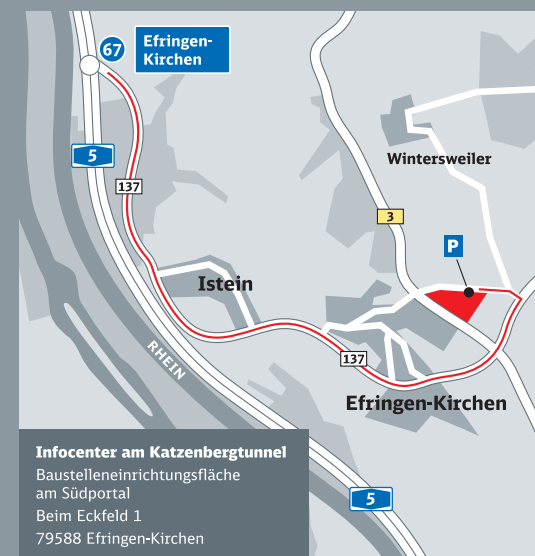 67
Efringen-
Kirchen
5
137
Wintersweiler
3
P
Istein
RHEIN
137
Efringen-Kirchen
Infocenter am Katzenbergtunnel
Baustelleneinrichtungsfläche
am Südportal
Beim Eckfeld 1
79588 Efringen-Kirchen
5